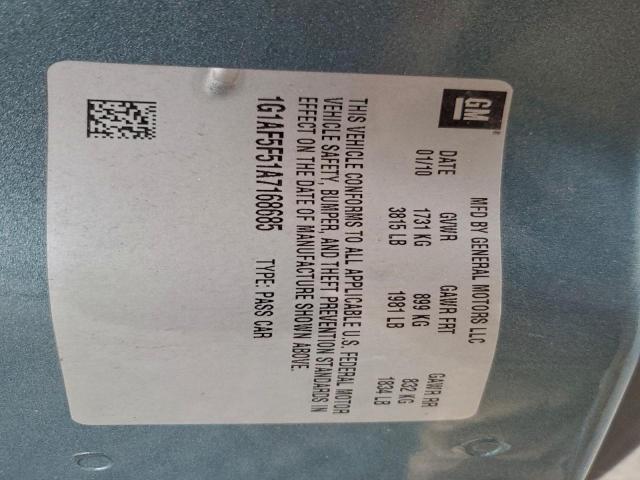 GM
MFD BY GENERAL MOTORS LLC
DATE GVWR GAWR FRT GAWR RR
01/10 1731 KG 899 KG 832 KG
3815 LB 1981 LB 1834 LB
THIS VEHICLE CONFORMS TO ALL APPLICABLE U.S. FEDERAL MOTOR
VEHICLE SAFETY, BUMPER, AND THEFT PREVENTION STANDARDS IN
EFFECT ON THE DATE OF MANUFACTURE SHOWN ABOVE.
1G1AF5F51A7168685 TYPE: PASS CAR